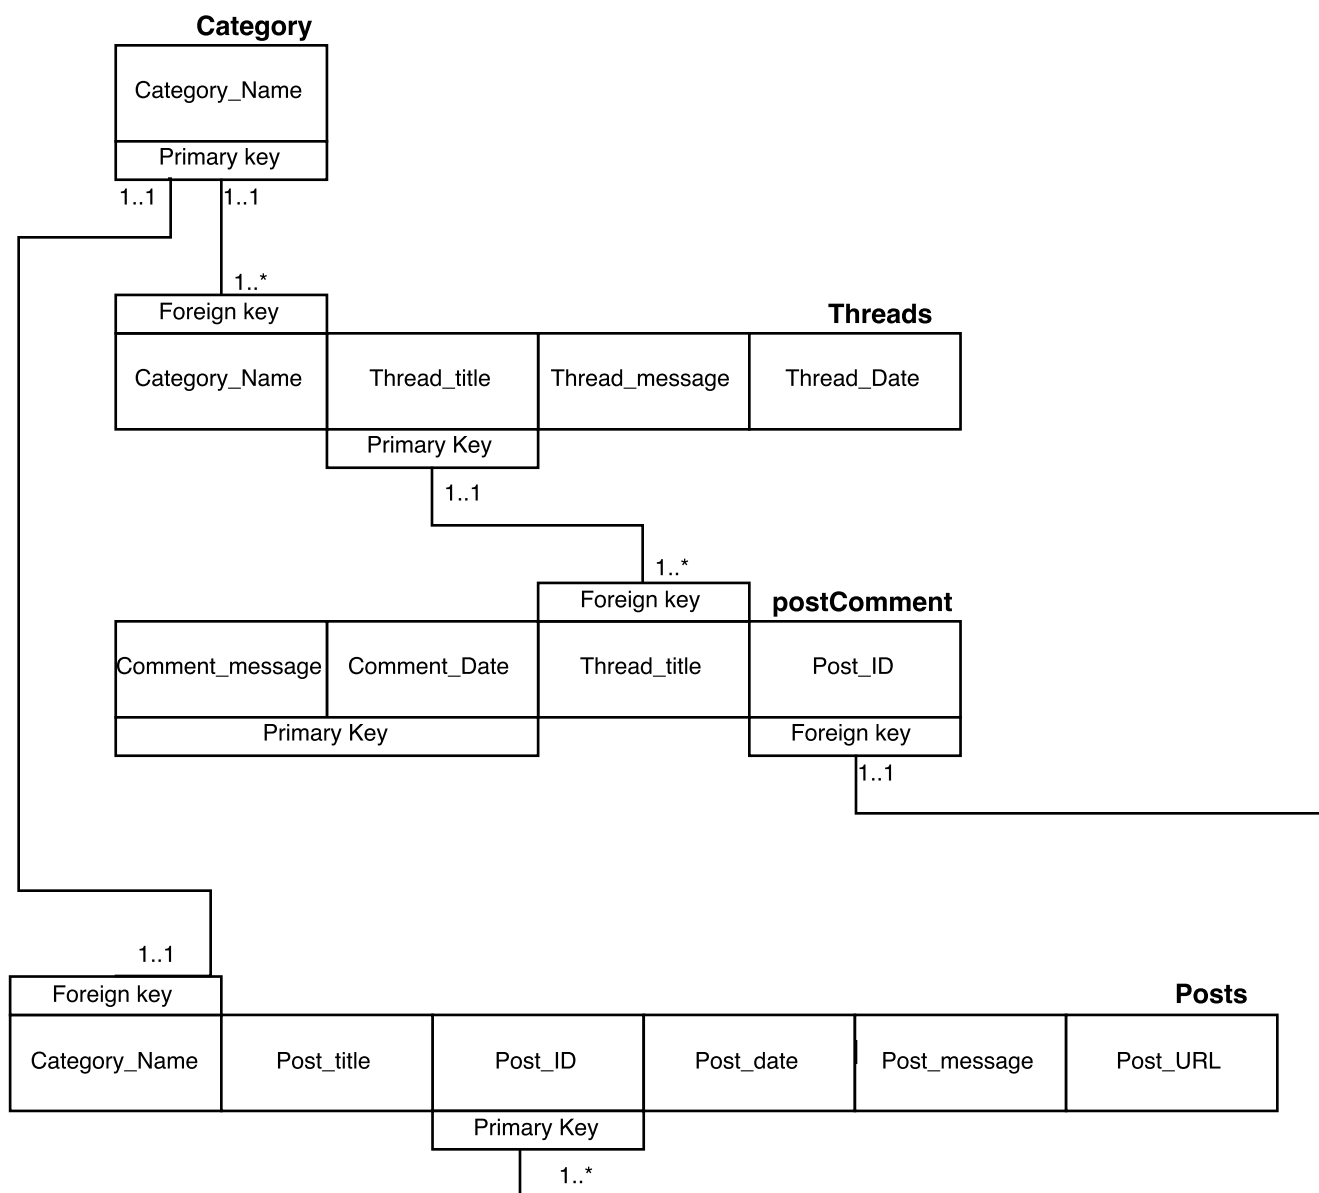 Category
Category_Name
Primary key
1..1
1..1
1..*
Foreign key
Threads
Category_Name
Thread_title
Thread_message
Thread_Date
Primary Key
1..1
1..*
Foreign key
postComment
Comment_message
Comment_Date
Thread_title
Post_ID
Primary Key
Foreign key
1..1
1..1
Foreign key
Posts
Category_Name
Post_title
Post_ID
Post_date
Post_message
Post_URL
Primary Key
1..*